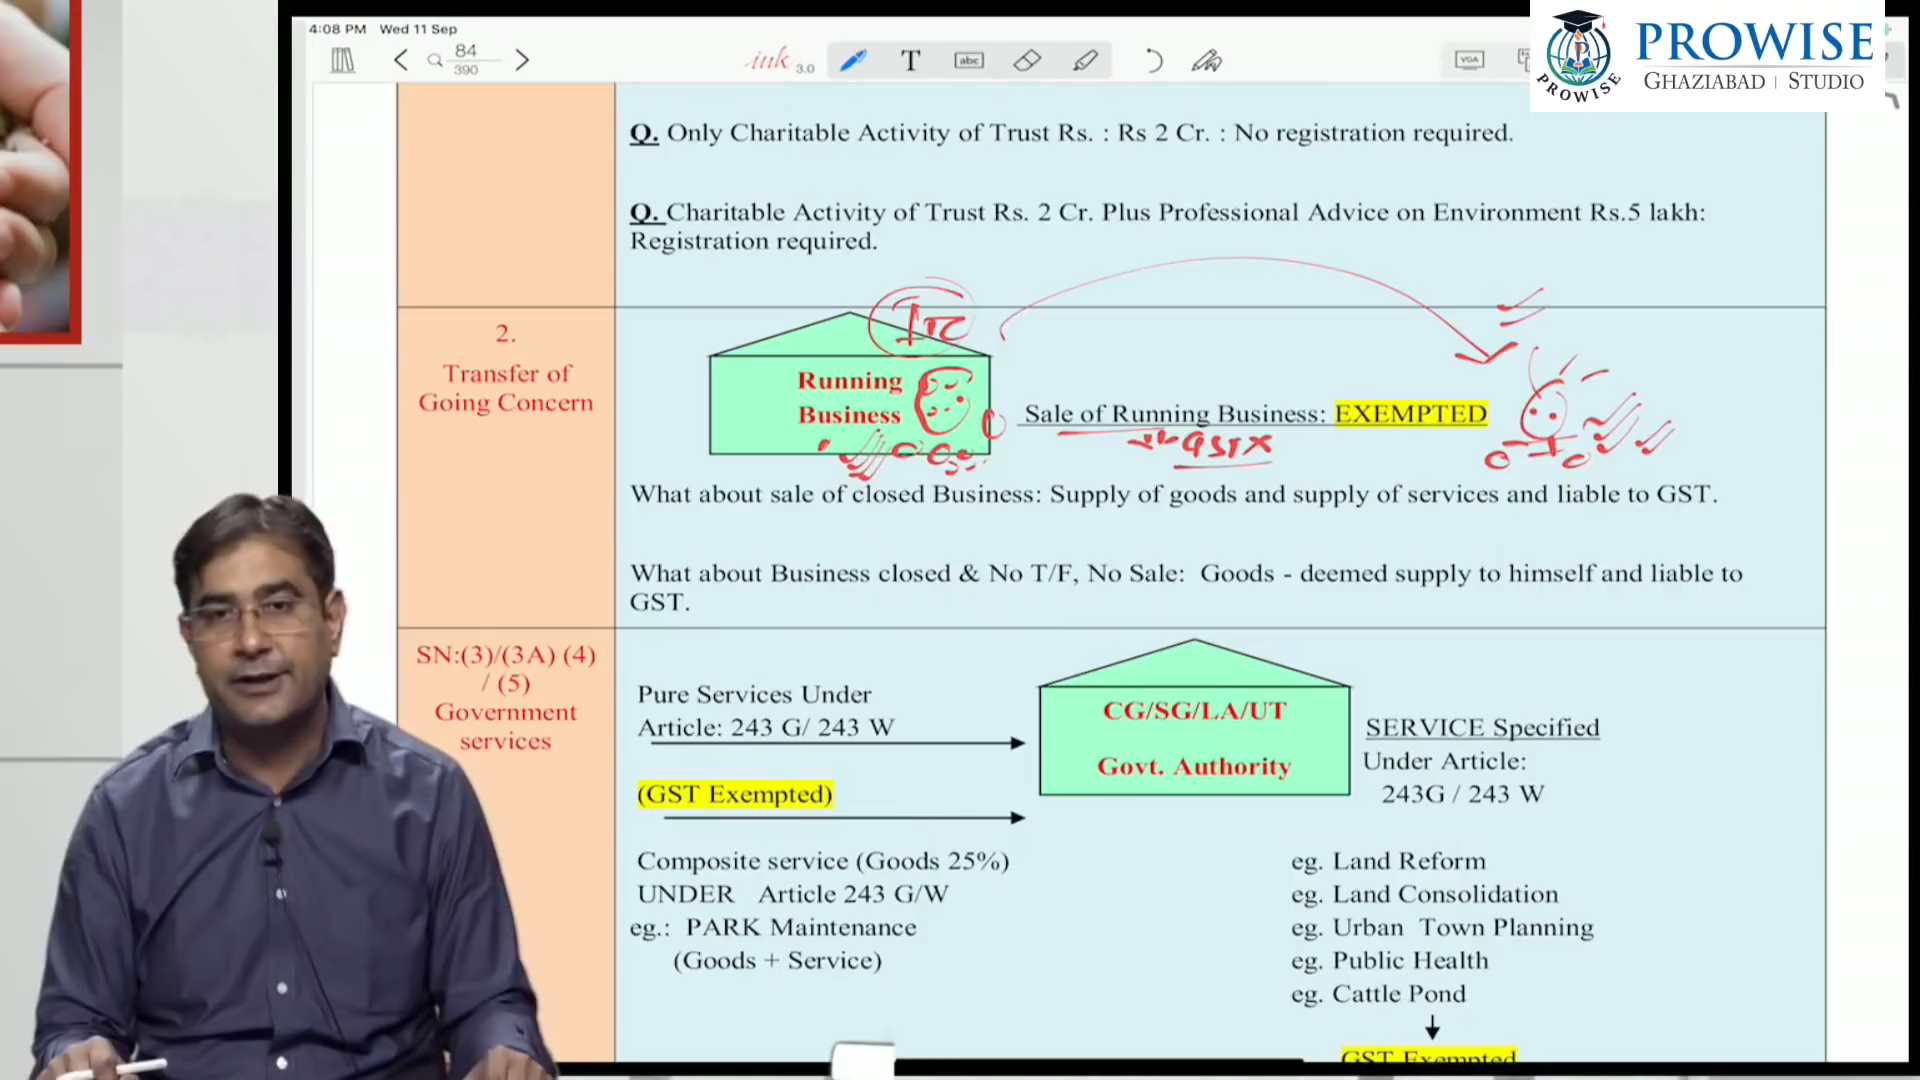 4:08 PM Wed 11 Sep
84
390
ink 3.0
T
abc
VGA
PROWISE
GHAZIABAD | STUDIO
PROWISE
Q. Only Charitable Activity of Trust Rs. : Rs 2 Cr. : No registration required.
Q. Charitable Activity of Trust Rs. 2 Cr. Plus Professional Advice on Environment Rs.5 lakh:
Registration required.
2.
Transfer of
Going Concern
ITC
Running
Business
Sale of Running Business: EXEMPTED
GST X
What about sale of closed Business: Supply of goods and supply of services and liable to GST.
What about Business closed & No T/F, No Sale: Goods - deemed supply to himself and liable to
GST.
SN:(3)/(3A) (4)
/ (5)
Government
services
Pure Services Under
Article: 243 G/ 243 W
(GST Exempted)
CG/SG/LA/UT
Govt. Authority
SERVICE Specified
Under Article:
243G / 243 W
Composite service (Goods 25%)
UNDER Article 243 G/W
eg.: PARK Maintenance
(Goods + Service)
eg. Land Reform
eg. Land Consolidation
eg. Urban Town Planning
eg. Public Health
eg. Cattle Pond
GST Exempted